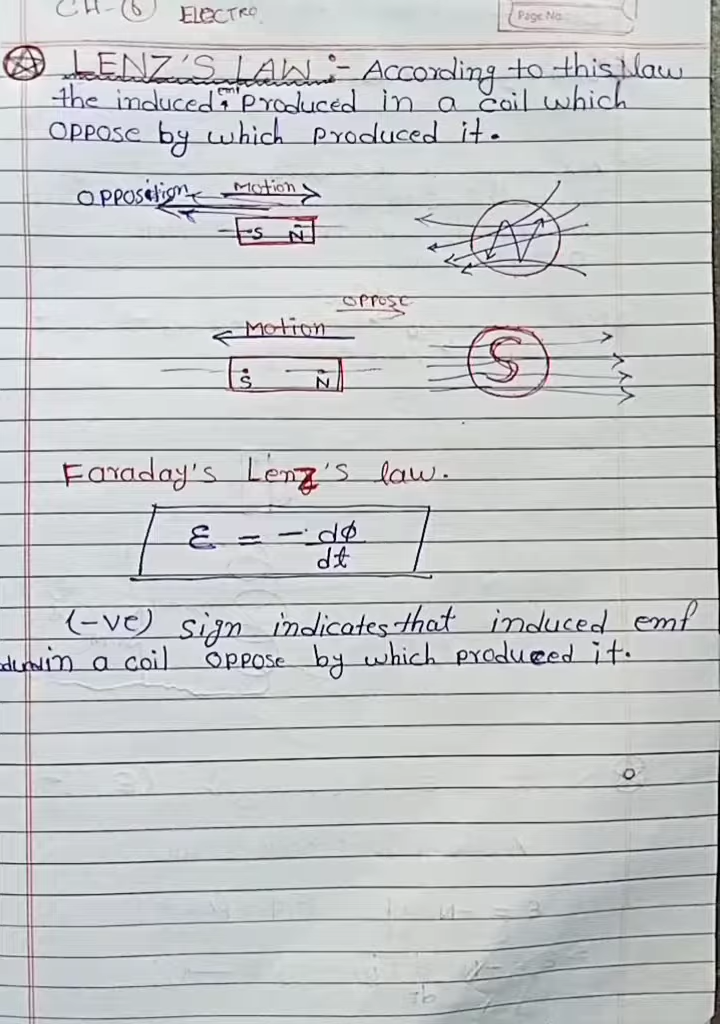 CH-6 ELECTRO.
Page No.
LENZ'S LAW :- According to this law
the induced emf produced in a coil which
oppose by which produced it.
Opposition Motion
S N N
oppose
Motion
S N S
Faraday's Lenz's law.
ε = - dφ
dt
(-ve) sign indicates that induced emf
in a coil oppose by which produced it.